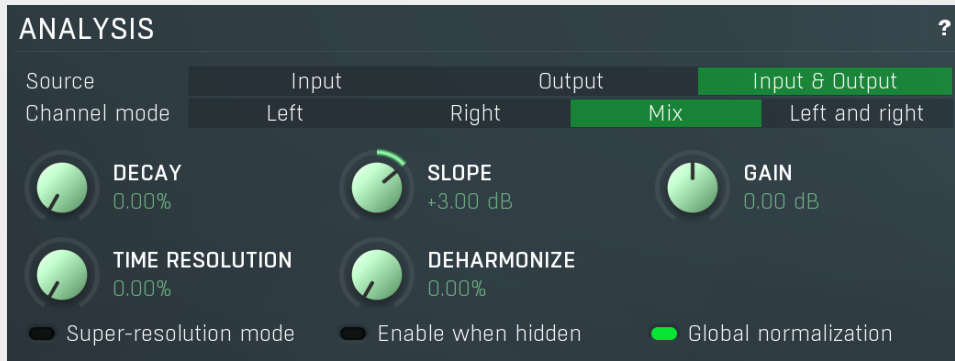 ANALYSIS ?
Source Input Output Input & Output
Channel mode Left Right Mix Left and right
DECAY SLOPE GAIN
0.00% +3.00 dB 0.00 dB
TIME RESOLUTION DEHARMONIZE
0.00% 0.00%
Super-resolution mode Enable when hidden Global normalization